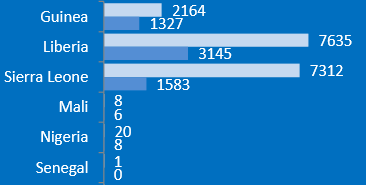 Guinea 2164
1327
Liberia 7635
3145
Sierra Leone 7312
1583
Mali 8
6
Nigeria 20
8
Senegal 1
0